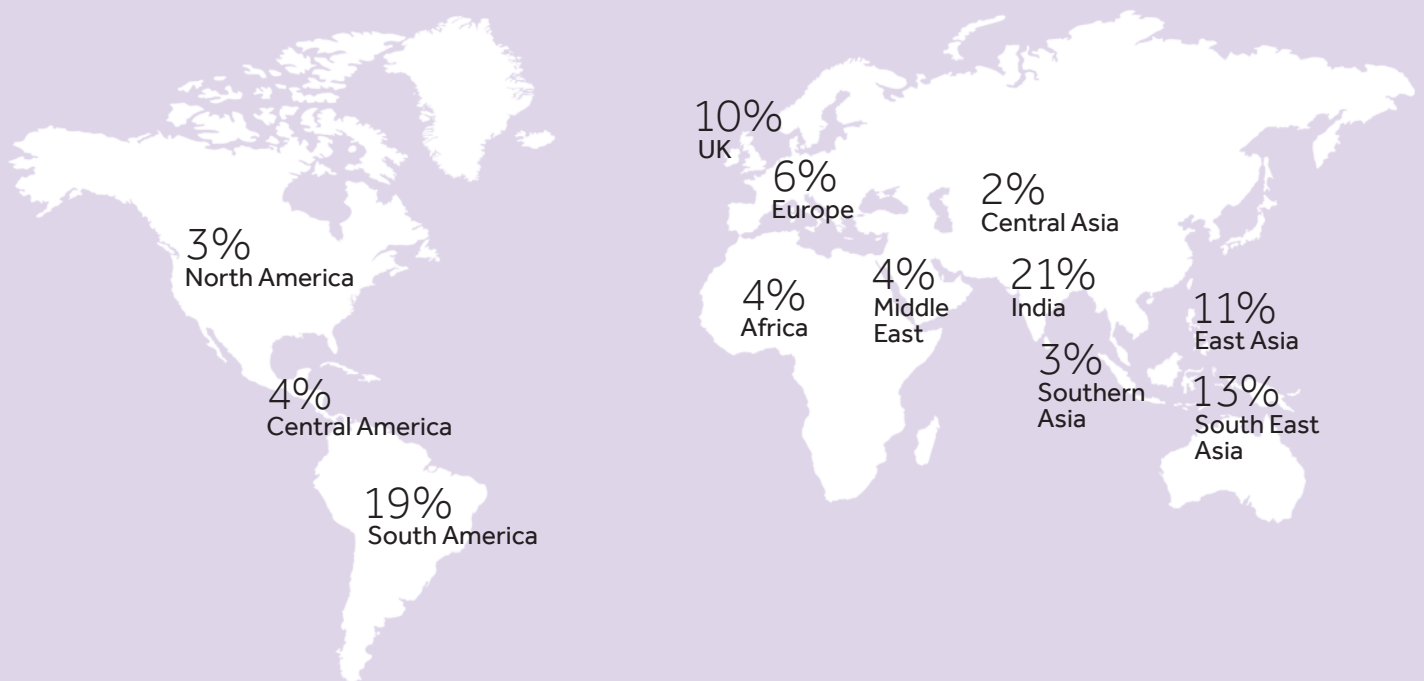 10%
UK
6%
Europe
2%
Central Asia
3%
North America
4%
Africa
4%
Middle
East
21%
India
11%
East Asia
3%
Southern
Asia
13%
South East
Asia
4%
Central America
19%
South America